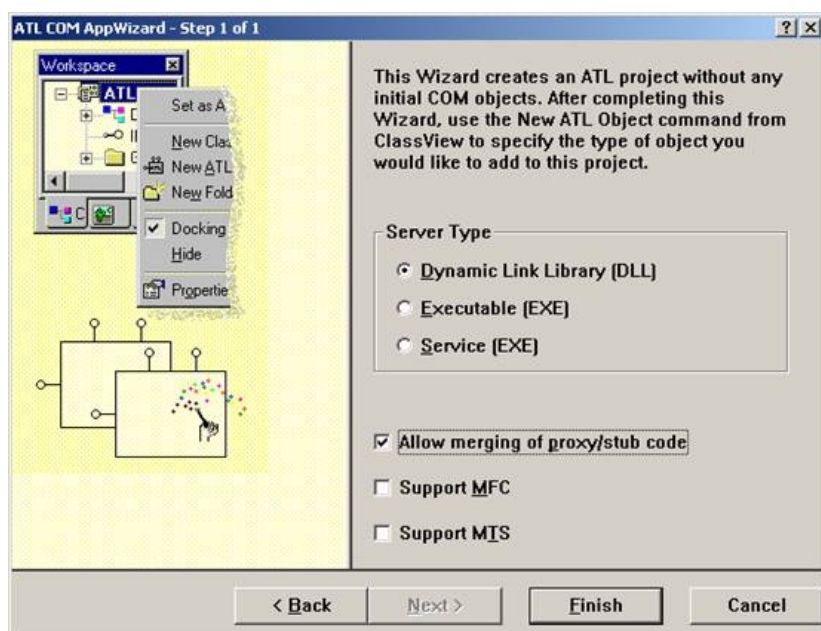 ATL COM AppWizard - Step 1 of 1
Workspace
ATL
Set as A
New Clas
New ATL
New Fold
Docking
Hide
Propertie
C
This Wizard creates an ATL project without any
initial COM objects. After completing this
Wizard, use the New ATL Object command from
ClassView to specify the type of object you
would like to add to this project.
Server Type
Dynamic Link Library (DLL)
Executable (EXE)
Service (EXE)
Allow merging of proxy/stub code
Support MFC
Support MTS
< Back
Next >
Finish
Cancel